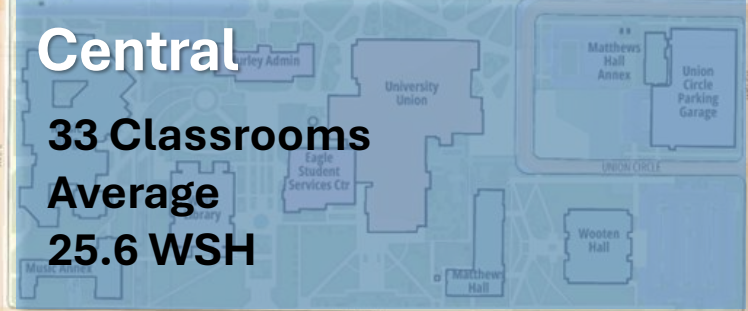 Central
urley Admin
University
Union
Matthews
Hall
Annex
Union
Circle
Parking
Garage
33 Classrooms
Eagle
Student
Services Ctr
UNION CIRCLE
Average
Library
25.6 WSH
Wooten
Hall
Music Annex
Matthews
Hall